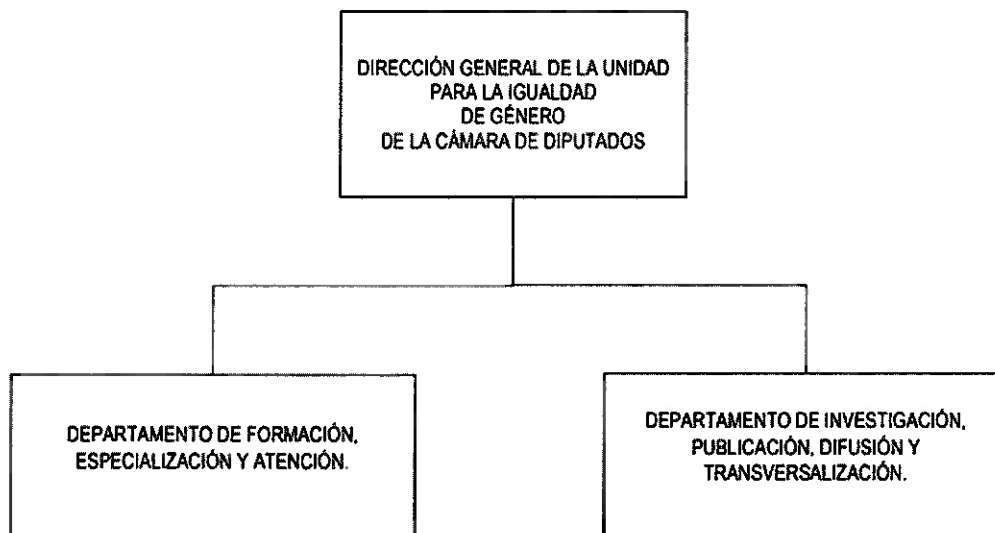 DIRECCIÓN GENERAL DE LA UNIDAD
PARA LA IGUALDAD
DE GÉNERO
DE LA CÁMARA DE DIPUTADOS
DEPARTAMENTO DE FORMACIÓN,
ESPECIALIZACIÓN Y ATENCIÓN.
DEPARTAMENTO DE INVESTIGACIÓN,
PUBLICACIÓN, DIFUSIÓN Y
TRANSVERSALIZACIÓN.